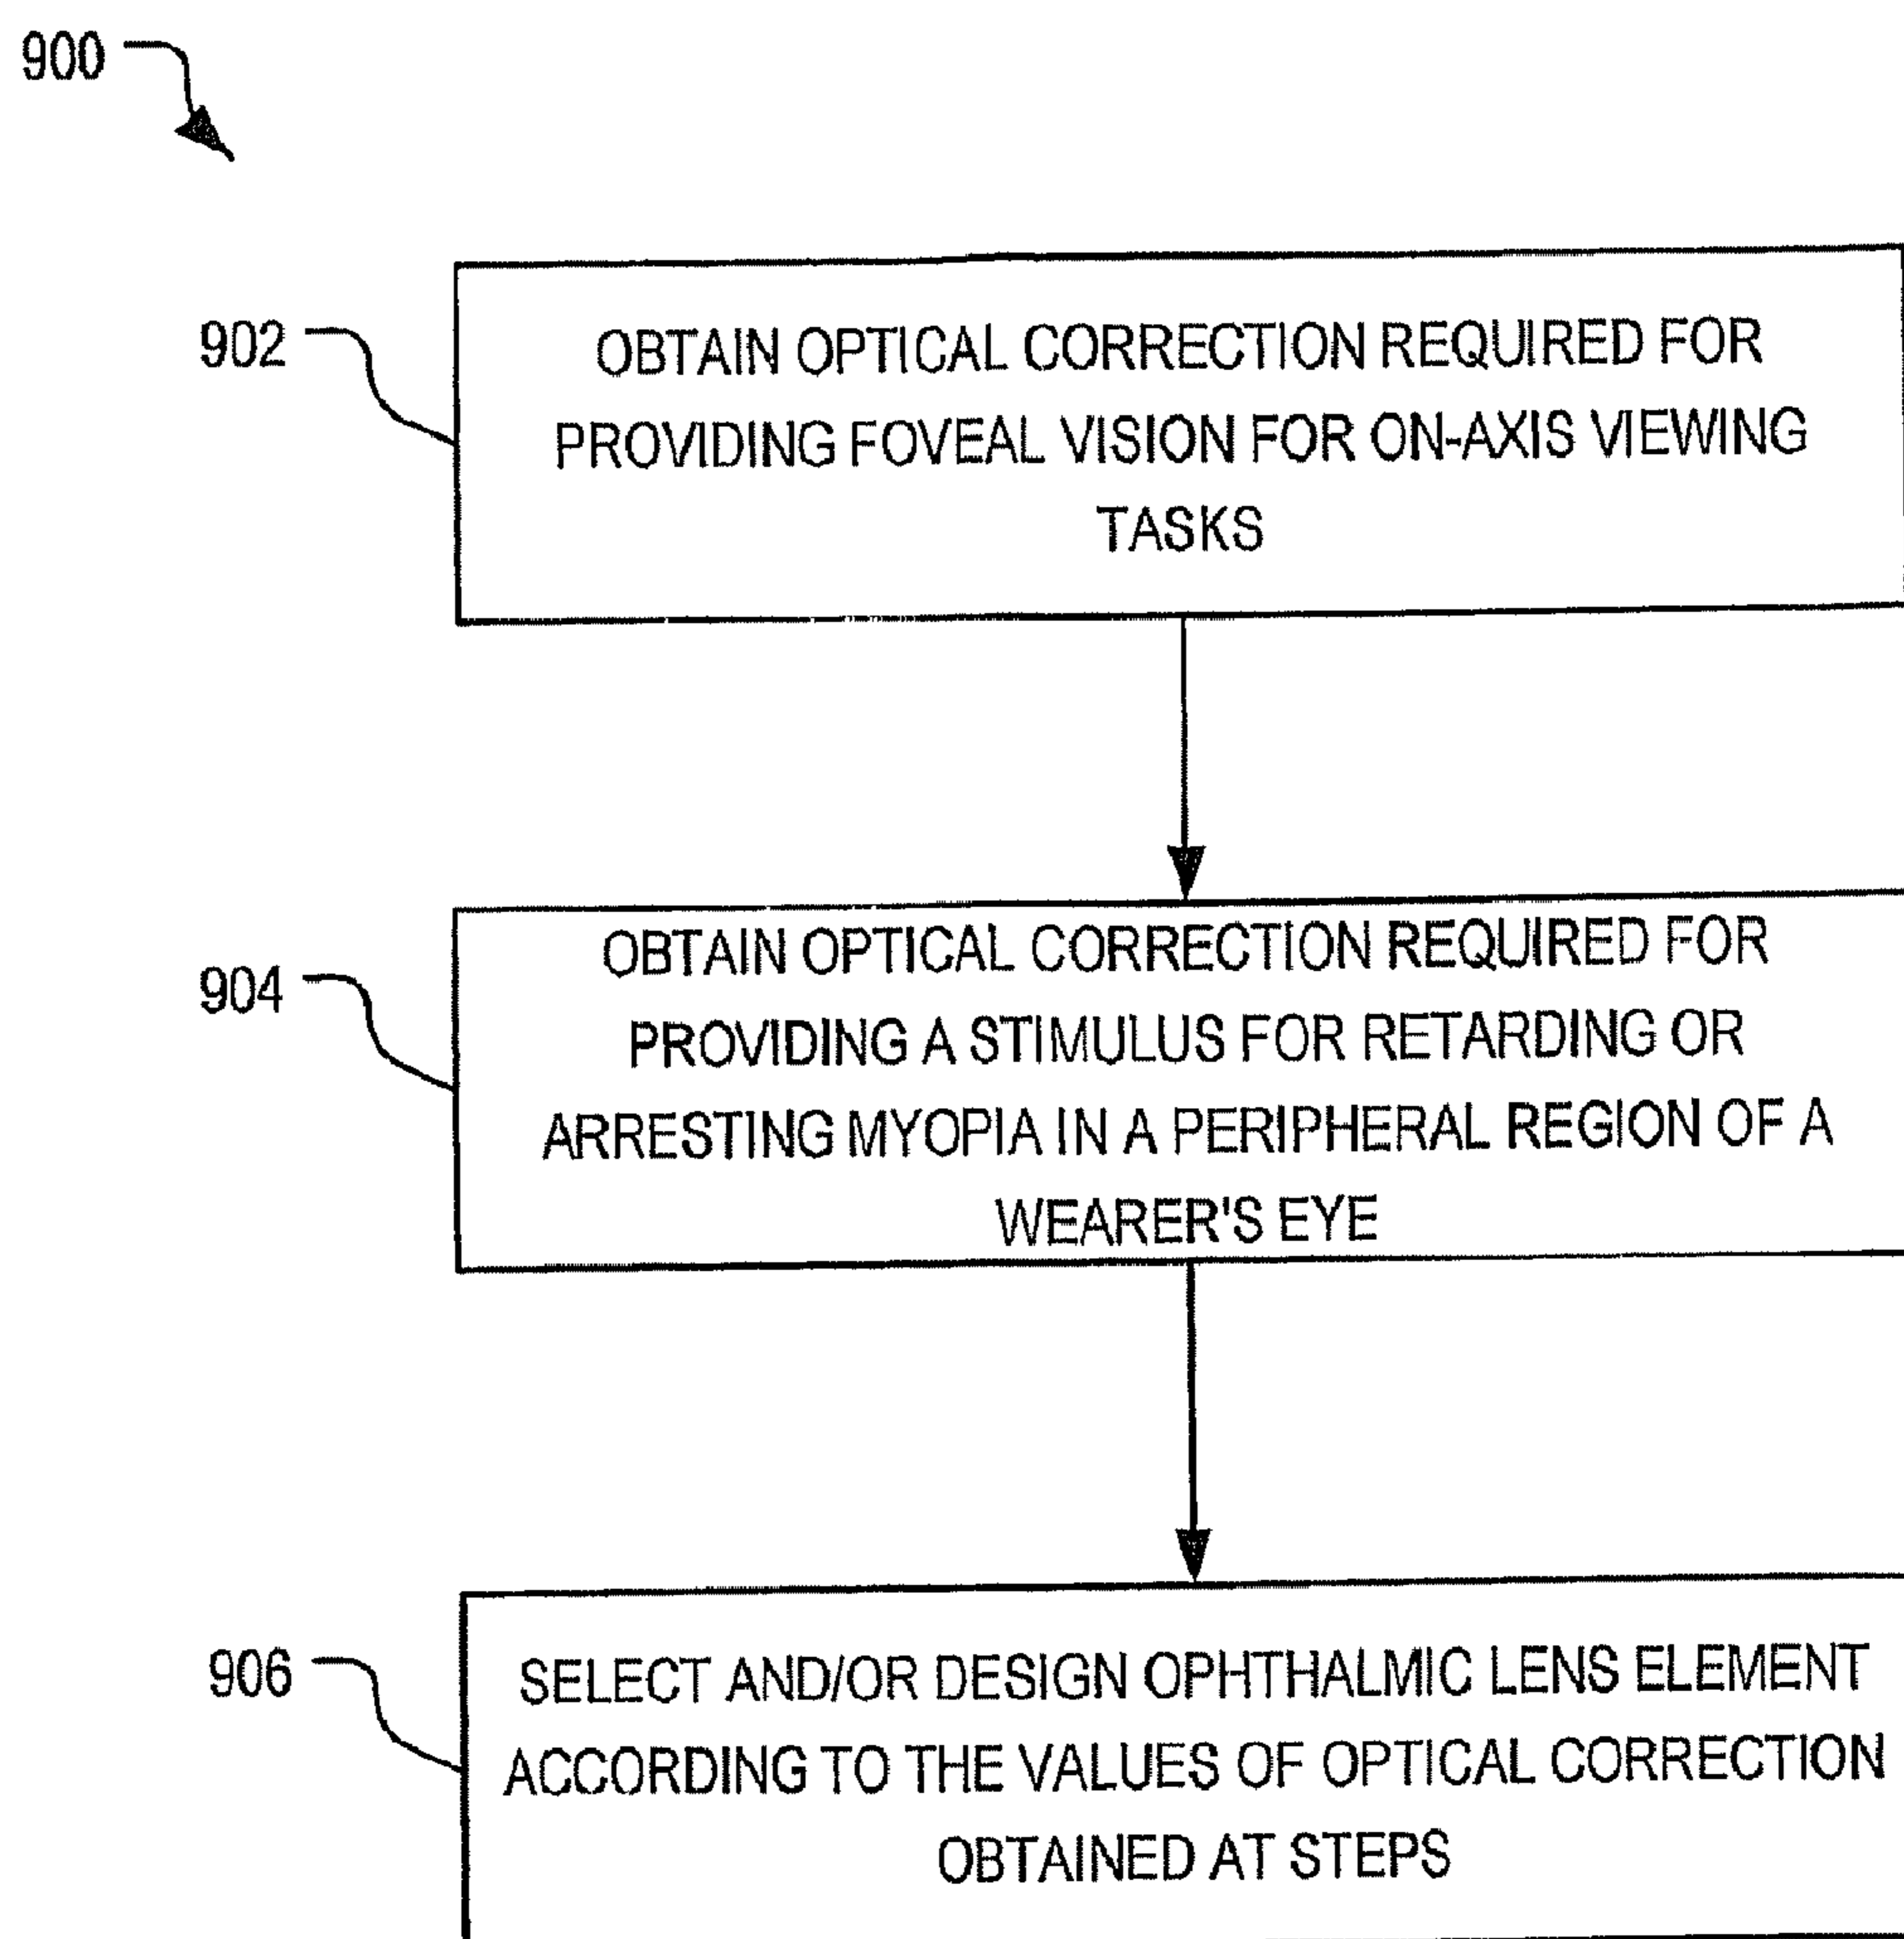 900
902
OBTAIN OPTICAL CORRECTION REQUIRED FOR
PROVIDING FOVEAL VISION FOR ON-AXIS VIEWING
TASKS
904
OBTAIN OPTICAL CORRECTION REQUIRED FOR
PROVIDING A STIMULUS FOR RETARDING OR
ARRESTING MYOPIA IN A PERIPHERAL REGION OF A
WEARER'S EYE
906
SELECT AND/OR DESIGN OPHTHALMIC LENS ELEMENT
ACCORDING TO THE VALUES OF OPTICAL CORRECTION
OBTAINED AT STEPS